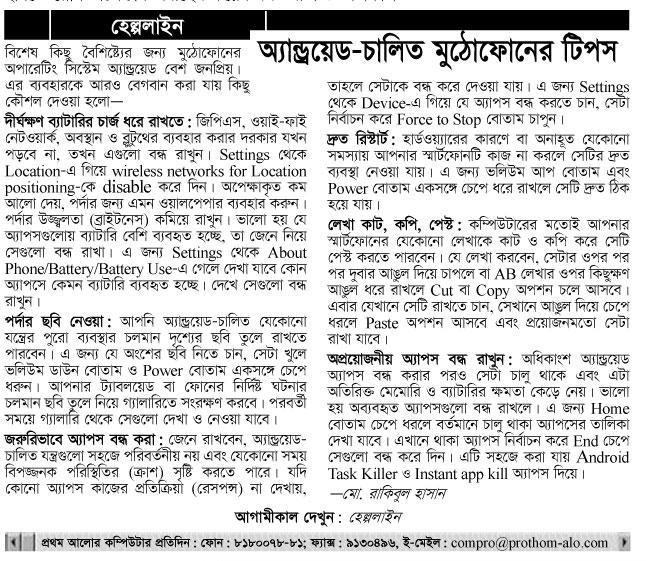 হেল্পলাইন
অ্যান্ড্রয়েড-চালিত মুঠোফোনের টিপস
বিশেষ কিছু বৈশিষ্ট্যের জন্য মুঠোফোনের
অপারেটিং সিস্টেম অ্যান্ড্রয়েড বেশ জনপ্রিয়।
এর ব্যবহারকে আরও বেগবান করা যায় কিছু
কৌশল দেওয়া হলো—
দীর্ঘক্ষণ ব্যাটারির চার্জ ধরে রাখতে : জিপিএস, ওয়াই-ফাই
নেটওয়ার্ক, অবস্থান ও ব্লুটুথের ব্যবহার করার দরকার যখন
পড়বে না, তখন এগুলো বন্ধ রাখুন। Settings থেকে
Location-এ গিয়ে wireless networks for Location
positioning-কে disable করে দিন। অপেক্ষাকৃত কম
আলো দেয়, পর্দার জন্য এমন ওয়ালপেপার ব্যবহার করুন।
পর্দার উজ্জ্বলতা (ব্রাইটনেস) কমিয়ে রাখুন। ভালো হয় যে
অ্যাপসগুলোয় ব্যাটারি বেশি ব্যবহৃত হচ্ছে, তা জেনে নিয়ে
সেগুলো বন্ধ রাখা। এ জন্য Settings থেকে About
Phone/Battery/Battery Use-এ গেলে দেখা যাবে কোন
অ্যাপসে কেমন ব্যাটারি ব্যবহৃত হচ্ছে। দেখে সেগুলো বন্ধ
রাখুন।
পর্দার ছবি নেওয়া : আপনি অ্যান্ড্রয়েড-চালিত যেকোনো
যন্ত্রের পুরো ব্যবস্থার চলমান দৃশ্যের ছবি তুলে রাখতে
পারবেন। এ জন্য যে অংশের ছবি নিতে চান, সেটা খুলে
ভলিউম ডাউন বোতাম ও Power বোতাম একসঙ্গে চেপে
ধরুন। আপনার ট্যাবলেয়ড বা ফোনের নির্দিষ্ট ঘটনার
চলমান ছবি তুলে নিয়ে গ্যালারিতে সংরক্ষণ করবে। পরবর্তী
সময়ে গ্যালারি থেকে সেগুলো দেখা ও নেওয়া যাবে।
জরুরিভাবে অ্যাপস বন্ধ করা : জেনে রাখবেন, অ্যান্ড্রয়েড-
চালিত যন্ত্রগুলো সহজে পরিবর্তনীয় নয় এবং যেকোনো সময়
বিপজ্জনক পরিস্থিতির (ক্রাশ) সৃষ্টি করতে পারে। যদি
কোনো অ্যাপস কাজের প্রতিক্রিয়া (রেসপন্স) না দেখায়,
তাহলে সেটাকে বন্ধ করে দেওয়া যায়। এ জন্য Settings
থেকে Device-এ গিয়ে যে অ্যাপস বন্ধ করতে চান, সেটা
নির্বাচন করে Force to Stop বোতাম চাপুন।
দ্রুত রিস্টার্ট : হার্ডওয়্যারের কারণে বা অনাহূত যেকোনো
সমস্যায় আপনার স্মার্টফোনটি কাজ না করলে সেটির দ্রুত
ব্যবস্থা নেওয়া যায়। এ জন্য ভলিউম আপ বোতাম এবং
Power বোতাম একসঙ্গে চেপে ধরে রাখলে সেটি দ্রুত ঠিক
হয়ে যায়।
লেখা কাট, কপি, পেস্ট : কম্পিউটারের মতোই আপনার
স্মার্টফোনের যেকোনো লেখাকে কাট ও কপি করে সেটি
পেস্ট করতে পারবেন। যে লেখা করবেন, সেটার ওপর পর
পর দুবার আঙুল দিয়ে চাপলে বা AB লেখার ওপর কিছুক্ষণ
আঙুল ধরে রাখলে Cut বা Copy অপশন চলে আসবে।
এবার যেখানে সেটি রাখতে চান, সেখানে আঙুল দিয়ে চেপে
ধরলে Paste অপশন আসবে এবং প্রয়োজনমতো সেটা
রাখা যাবে।
অপ্রয়োজনীয় অ্যাপস বন্ধ রাখুন : অধিকাংশ অ্যান্ড্রয়েড
অ্যাপস বন্ধ করার পরও সেটা চালু থাকে এবং এটা
অতিরিক্ত মেমোরি ও ব্যাটারির ক্ষমতা কেড়ে নেয়। ভালো
হয় অব্যবহৃত অ্যাপসগুলো বন্ধ রাখলে। এ জন্য Home
বোতাম চেপে ধরলে বর্তমানে চালু থাকা অ্যাপসের তালিকা
দেখা যাবে। এখানে থাকা অ্যাপস নির্বাচন করে End চেপে
সেগুলো বন্ধ করে দিন। এটি সহজে করা যায় Android
Task Killer ও Instant app kill অ্যাপস দিয়ে।
—মো. রাকিবুল হাসান
আগামীকাল দেখুন : হেল্পলাইন
প্রথম আলোর কম্পিউটার প্রতিদিন : ফোন : ৮১৮০০৭৮-৮১; ফ্যাক্স : ৯১৩০৪৯৬, ই-মেইল : compro@prothom-alo.com